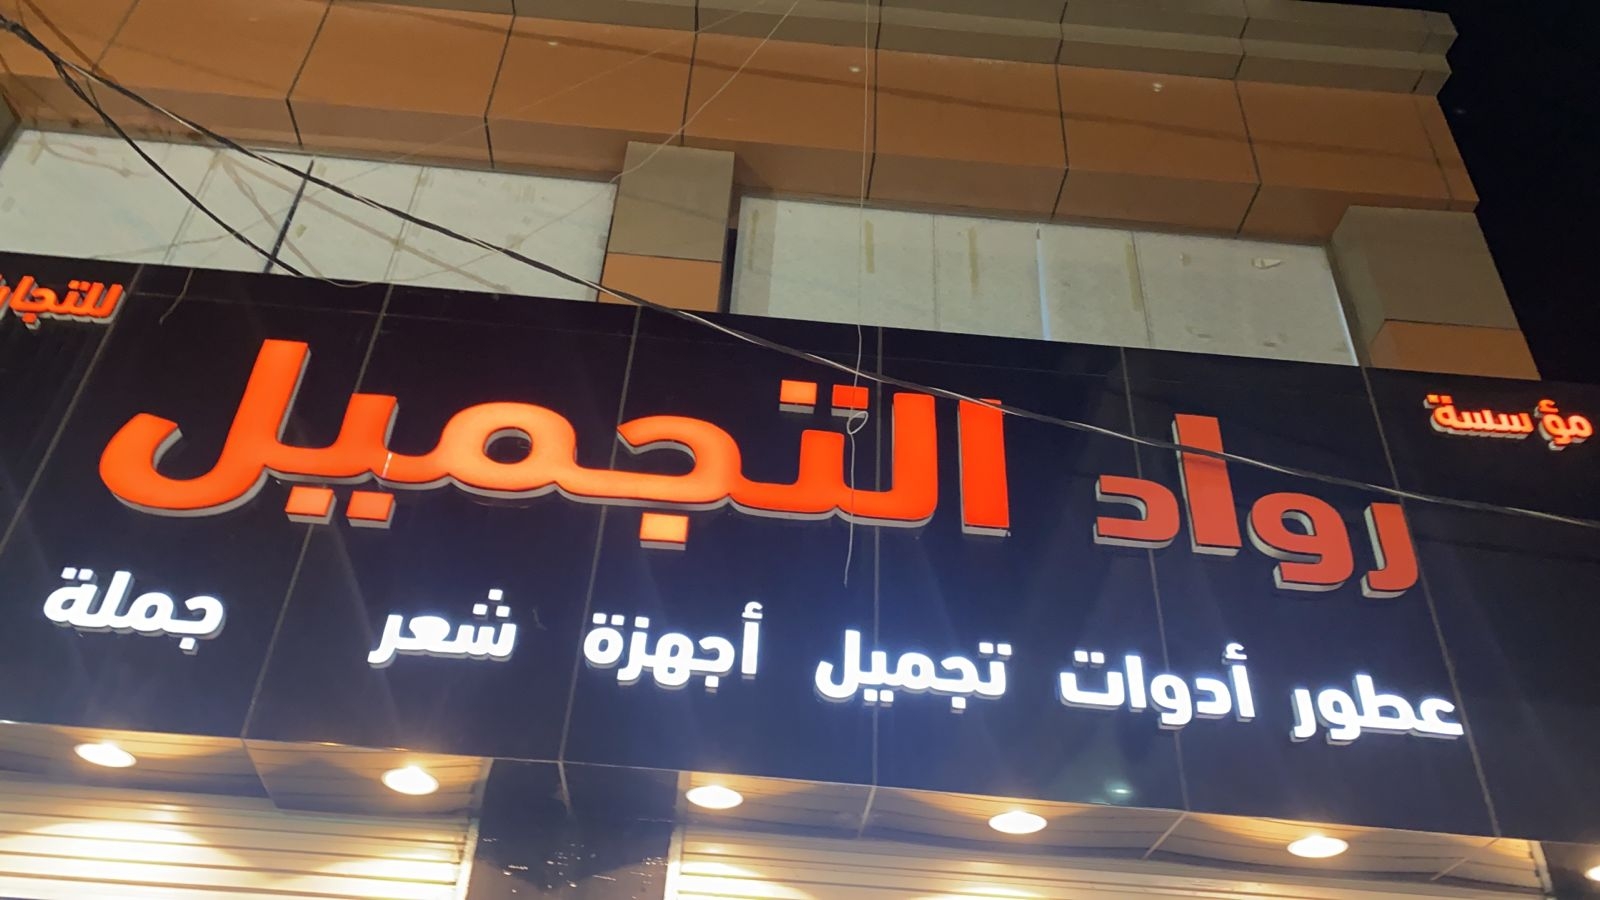 مؤسسة
رواد التجميل
عطور أدوات تجميل أجهزة شعر جملة